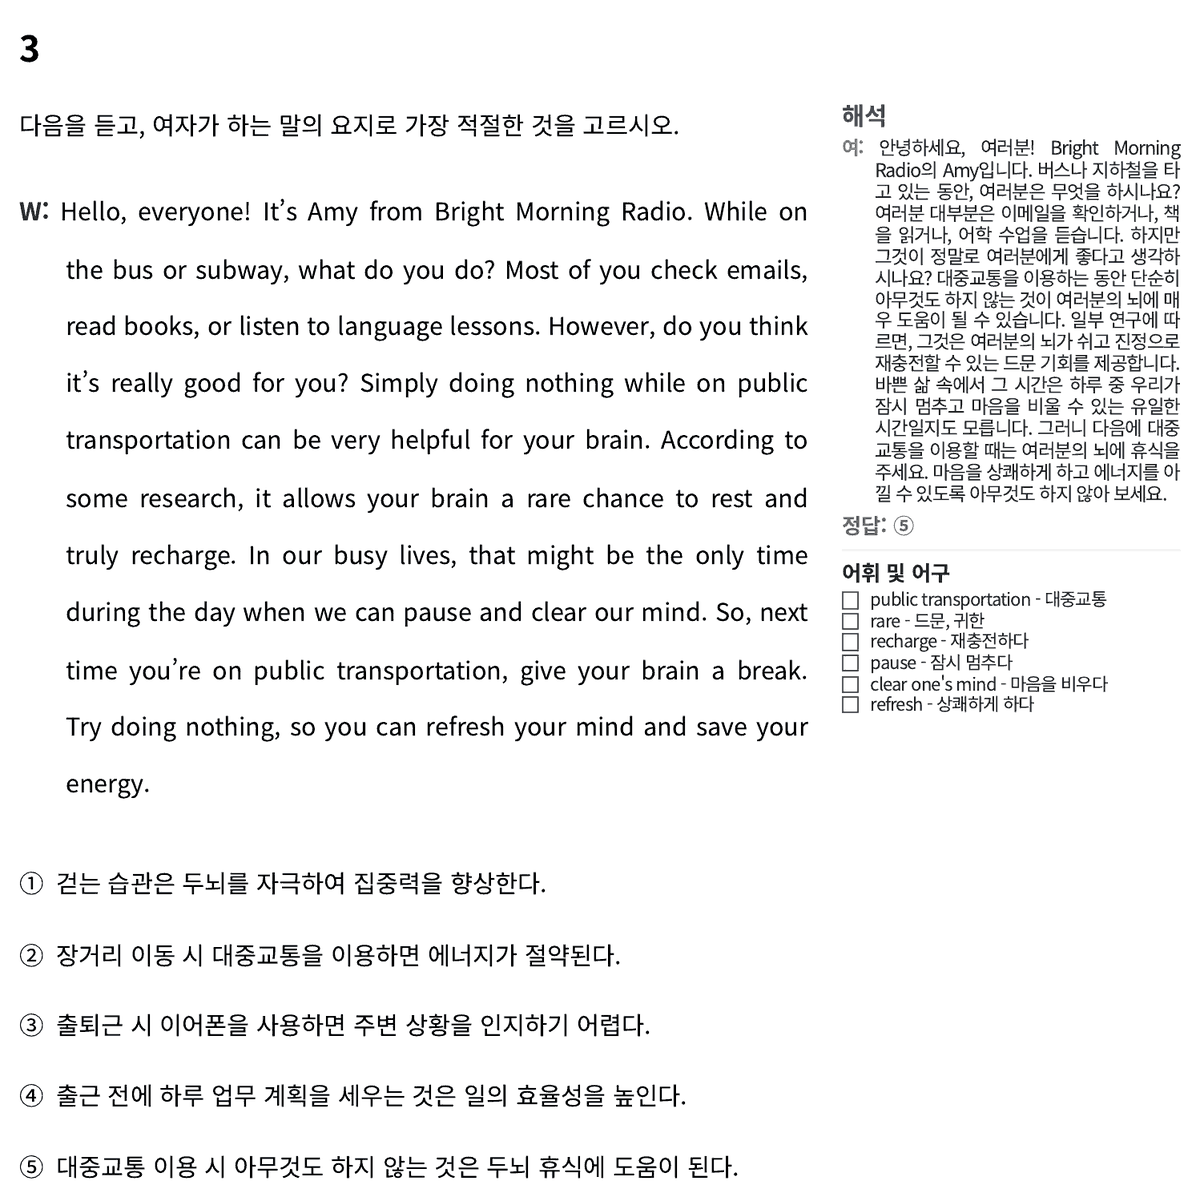 3
다음을 듣고, 여자가 하는 말의 요지로 가장 적절한 것을 고르시오.
W: Hello, everyone! It's Amy from Bright Morning Radio. While on
the bus or subway, what do you do? Most of you check emails,
read books, or listen to language lessons. However, do you think
it's really good for you? Simply doing nothing while on public
transportation can be very helpful for your brain. According to
some research, it allows your brain a rare chance to rest and
truly recharge. In our busy lives, that might be the only time
during the day when we can pause and clear our mind. So, next
time you're on public transportation, give your brain a break.
Try doing nothing, so you can refresh your mind and save your
energy.
① 걷는 습관은 두뇌를 자극하여 집중력을 향상한다.
② 장거리 이동 시 대중교통을 이용하면 에너지가 절약된다.
③ 출퇴근 시 이어폰을 사용하면 주변 상황을 인지하기 어렵다.
④ 출근 전에 하루 업무 계획을 세우는 것은 일의 효율성을 높인다.
⑤ 대중교통 이용 시 아무것도 하지 않는 것은 두뇌 휴식에 도움이 된다.
해석
여: 안녕하세요, 여러분! Bright Morning
Radio의 Amy입니다. 버스나 지하철을 타
고 있는 동안, 여러분은 무엇을 하시나요?
여러분 대부분은 이메일을 확인하거나, 책
을 읽거나, 어학 수업을 듣습니다. 하지만
그것이 정말로 여러분에게 좋다고 생각하
시나요? 대중교통을 이용하는 동안 단순히
아무것도 하지 않는 것이 여러분의 뇌에 매
우 도움이 될 수 있습니다. 일부 연구에 따
르면, 그것은 여러분의 뇌가 쉬고 진정으로
재충전할 수 있는 드문 기회를 제공합니다.
바쁜 삶 속에서 그 시간은 하루 중 우리가
잠시 멈추고 마음을 비울 수 있는 유일한
시간일지도 모릅니다. 그러니 다음에 대중
교통을 이용할 때는 여러분의 뇌에 휴식을
주세요. 마음을 상쾌하게 하고 에너지를 아
낄 수 있도록 아무것도 하지 않아 보세요.
정답: ⑤
어휘 및 어구
□ public transportation - 대중교통
□ rare - 드문, 귀한
□ recharge - 재충전하다
□ pause - 잠시 멈추다
□ clear one's mind - 마음을 비우다
□ refresh - 상쾌하게 하다